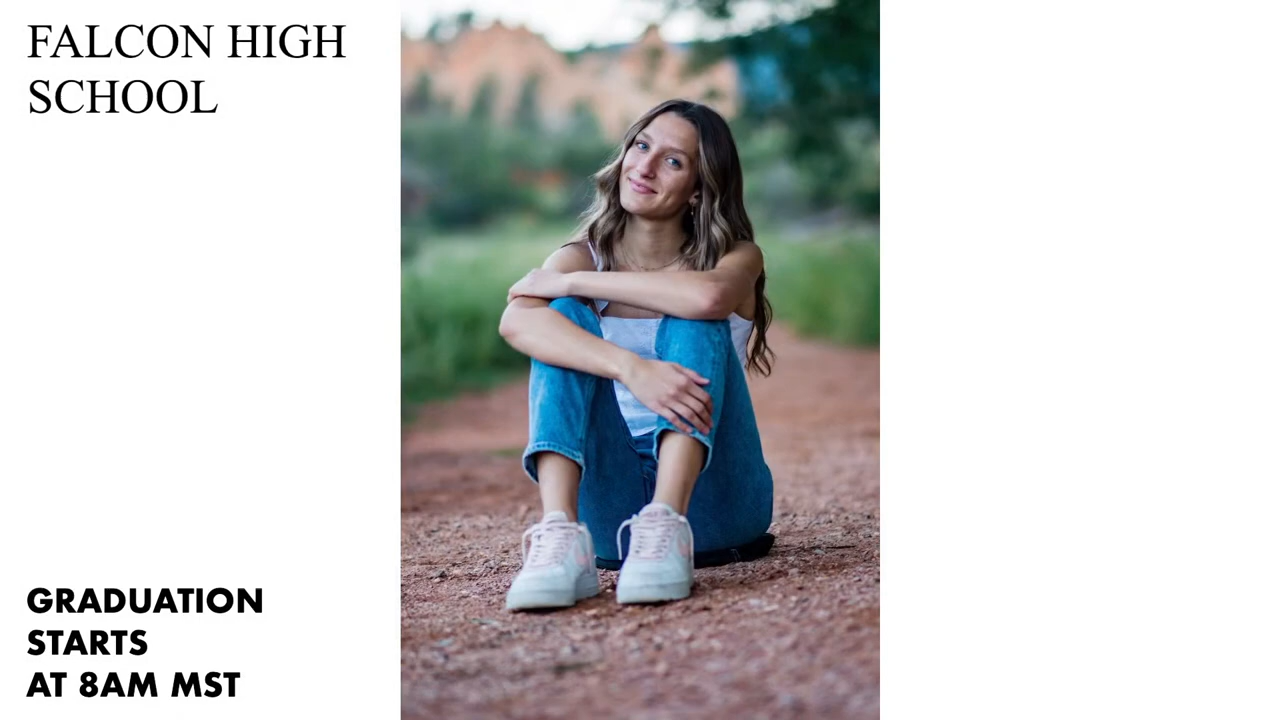 FALCON HIGH
SCHOOL
GRADUATION
STARTS
AT 8AM MST